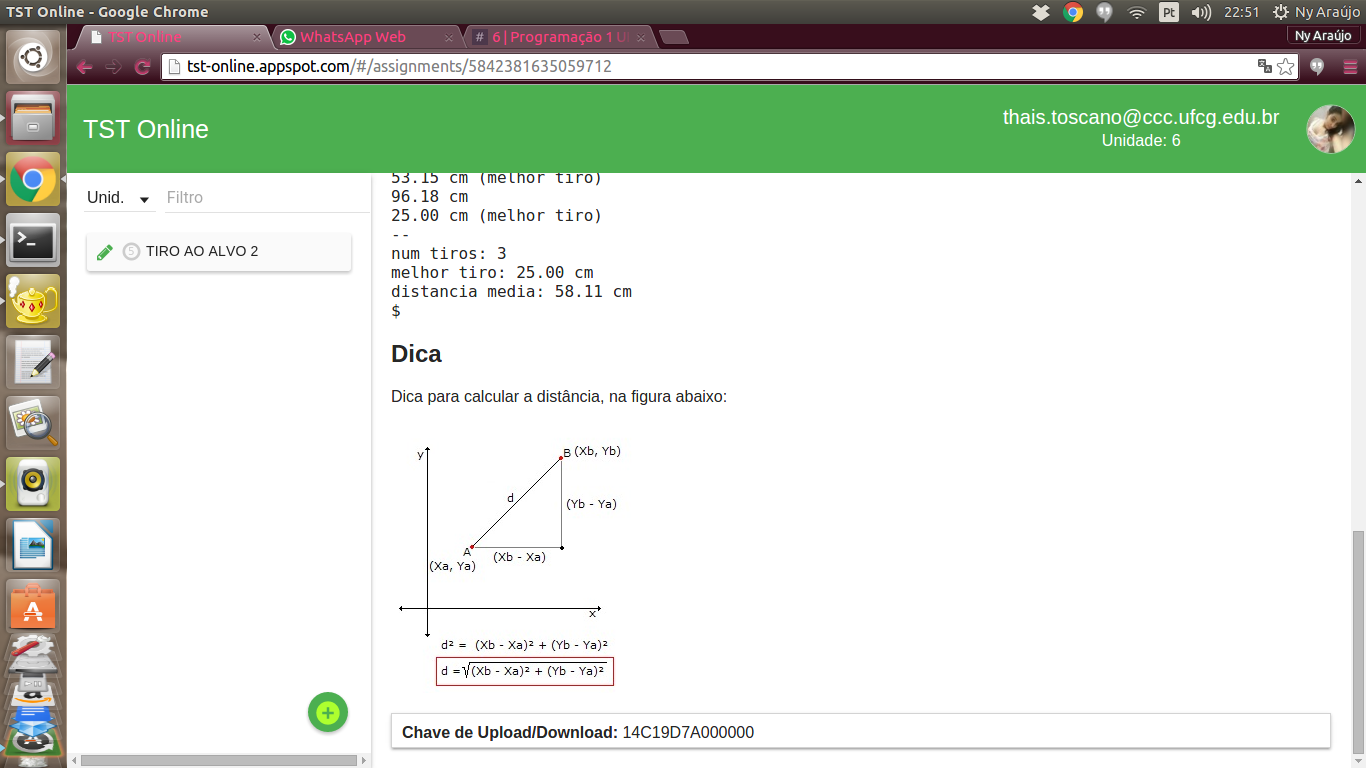 TST Online - Google Chrome
Pt
22:51
Ny Araújo
TST Online
WhatsApp Web
# 6 | Programação 1 U
Ny Araújo
tst-online.appspot.com/#/assignments/5842381635059712
TST Online
thais.toscano@ccc.ufcg.edu.br
Unidade: 6
Unid.
Filtro
5
TIRO AO ALVO 2
53.15 cm (melhor tiro)
96.18 cm
25.00 cm (melhor tiro)
--
num tiros: 3
melhor tiro: 25.00 cm
distancia media: 58.11 cm
$
Dica
Dica para calcular a distância, na figura abaixo:
y
B (Xb, Yb)
d
(Yb - Ya)
A
(Xb - Xa)
(Xa, Ya)
x
d² = (Xb - Xa)² + (Yb - Ya)²
d =√(Xb - Xa)² + (Yb - Ya)²
Chave de Upload/Download: 14C19D7A000000